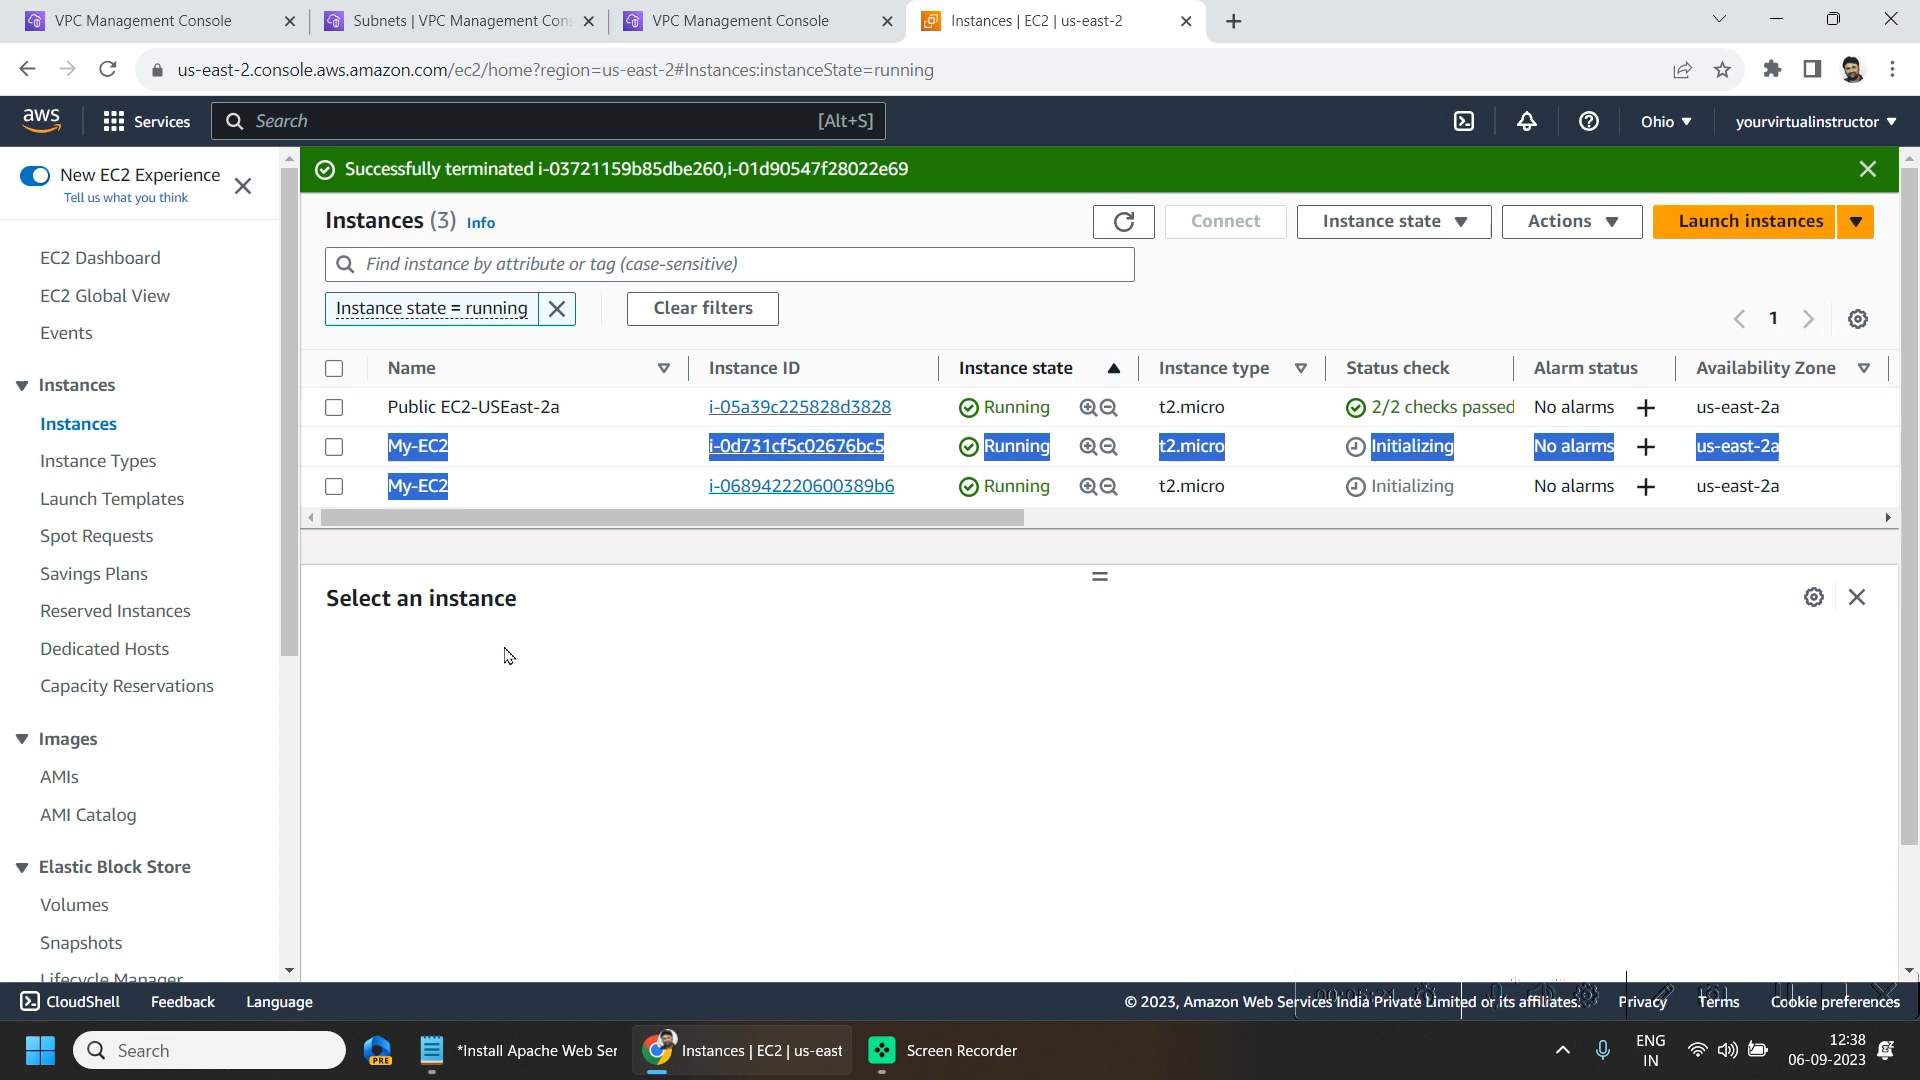 VPC Management Console
Subnets | VPC Management Con
VPC Management Console
Instances | EC2 | us-east-2
us-east-2.console.aws.amazon.com/ec2/home?region=us-east-2#Instances:instanceState=running
aws
Services
Search
[Alt+S]
Ohio
yourvirtualinstructor
New EC2 Experience
Tell us what you think
EC2 Dashboard
EC2 Global View
Events
Instances
Instances
Instance Types
Launch Templates
Spot Requests
Savings Plans
Reserved Instances
Dedicated Hosts
Capacity Reservations
Images
AMIs
AMI Catalog
Elastic Block Store
Volumes
Snapshots
Lifecycle Manager
Successfully terminated i-03721159b85dbe260,i-01d90547f28022e69
Instances (3) Info
Connect
Instance state
Actions
Launch instances
Find instance by attribute or tag (case-sensitive)
Instance state = running
Clear filters
1
Name Instance ID Instance state Instance type Status check Alarm status Availability Zone
Public EC2-USEast-2a i-05a39c225828d3828 Running t2.micro 2/2 checks passed No alarms us-east-2a
My-EC2 i-0d731cf5c02676bc5 Running t2.micro Initializing No alarms us-east-2a
My-EC2 i-068942220600389b6 Running t2.micro Initializing No alarms us-east-2a
Select an instance
CloudShell Feedback Language
© 2023, Amazon Web Services India Private Limited or its affiliates.
Privacy Terms Cookie preferences
Search
PRE
*Install Apache Web Ser
Instances | EC2 | us-east
Screen Recorder
ENG
IN
12:38
06-09-2023